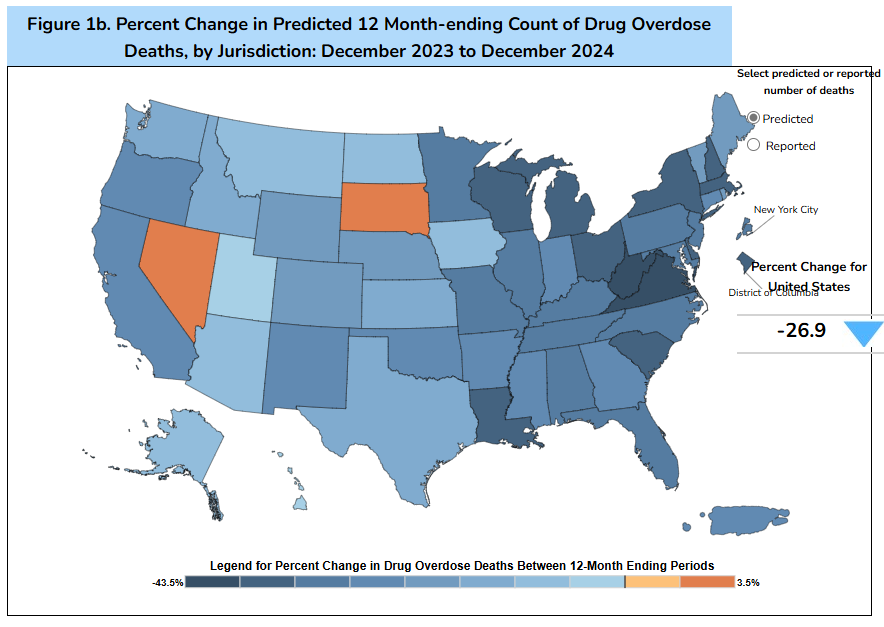 Figure 1b. Percent Change in Predicted 12 Month-ending Count of Drug Overdose
Deaths, by Jurisdiction: December 2023 to December 2024
Select predicted or reported
number of deaths
Predicted
Reported
New York City
Percent Change for
United States
District of Columbia
-26.9
Legend for Percent Change in Drug Overdose Deaths Between 12-Month Ending Periods
-43.5%
3.5%